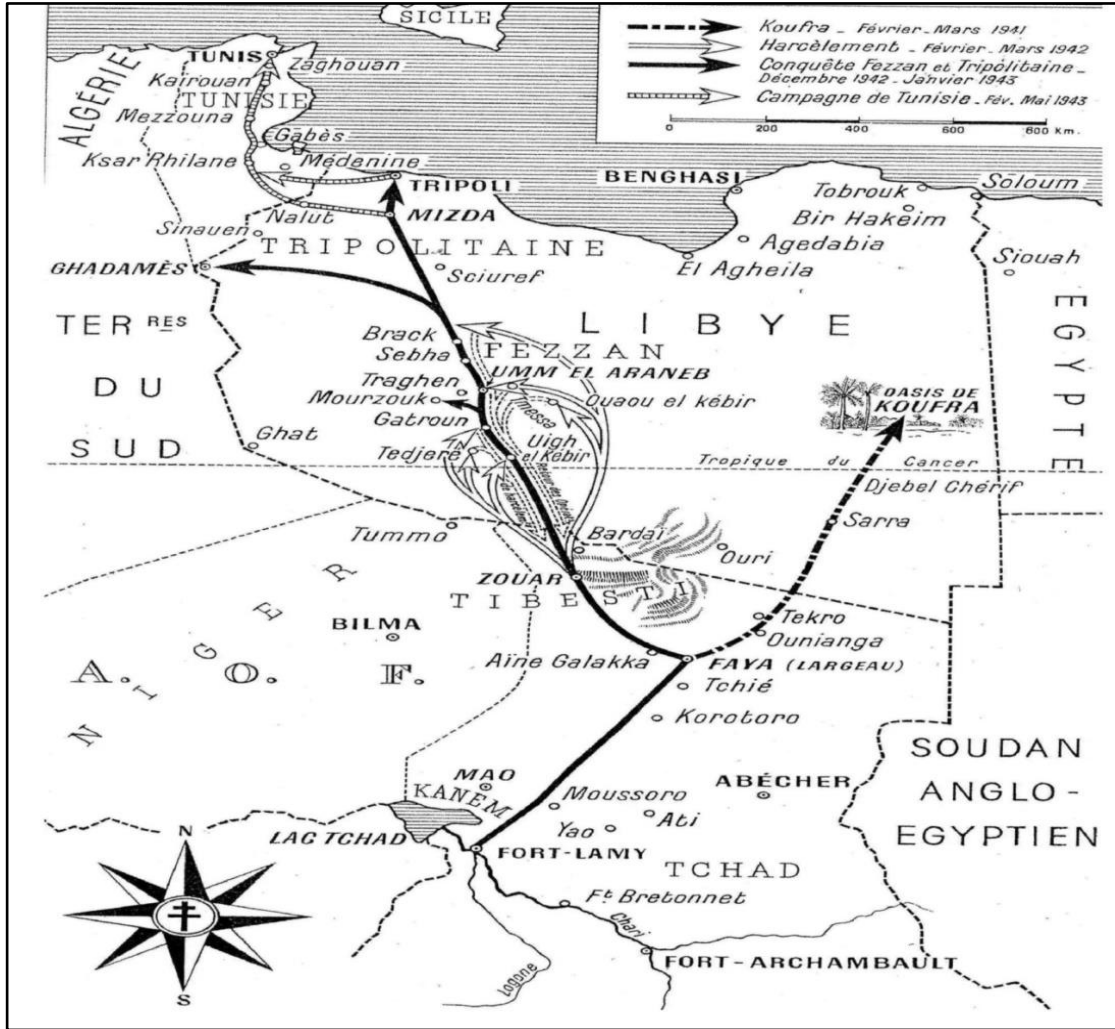 SICILE
Koufra _ Février_ Mars 1941
Harcèlement _ Février_ Mars 1942
Conquête Fezzan et Tripolitaine _
Décembre 1942 - Janvier 1943
Campagne de Tunisie _ Fév. Mai 1943
0 200 400 600 800 Km.
TUNIS
Zaghouan
Kairouan
TUNISIE
ALGÉRIE
Mezzouna
Gabès
Ksar Rhilane
Médenine
TRIPOLI
BENGHASI
Tobrouk
Soloum
MIZDA
Bir Hakeim
Nalut
Sinauen
TRIPOLITAINE
Agedabia
GHADAMÈS
Sciuref
El Agheila
Siouah
TER RES
DU
SUD
LIBYE
EGYPTE
Brack
FEZZAN
Sebha
UMM EL ARANEB
Traghen
Ouaou el kébir
OASIS DE
KOUFRA
Mourzouk
Gatroun
Uigh
el Kébir
Ghat
Tedjeré
Tropique du Cancer
Djebel Chérif
Sarra
Tummo
Bardaï
Ouri
ZOUAR
TIBESTI
NIGER
BILMA
Tekro
Ounianga
A. O. F.
Aïne Galakka
FAYA (LARGEAU)
Tchié
Korotoro
SOUDAN
ANGLO-
EGYPTIEN
MAO
KANEM
ABÉCHER
Moussoro
Ati
Yao
LAC TCHAD
FORT-LAMY
TCHAD
Ft Bretonnet
Chari
Logone
FORT-ARCHAMBAULT
N
S